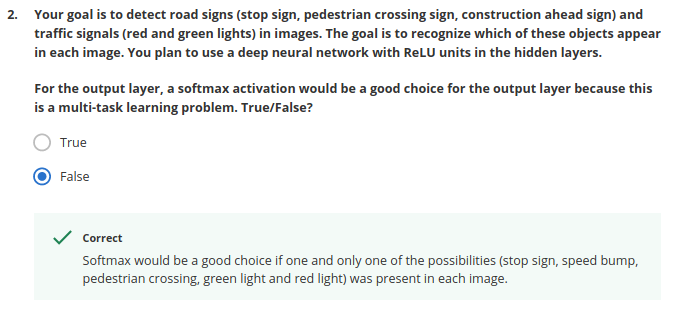 2. Your goal is to detect road signs (stop sign, pedestrian crossing sign, construction ahead sign) and
traffic signals (red and green lights) in images. The goal is to recognize which of these objects appear
in each image. You plan to use a deep neural network with ReLU units in the hidden layers.
For the output layer, a softmax activation would be a good choice for the output layer because this
is a multi-task learning problem. True/False?
True
False
Correct
Softmax would be a good choice if one and only one of the possibilities (stop sign, speed bump,
pedestrian crossing, green light and red light) was present in each image.